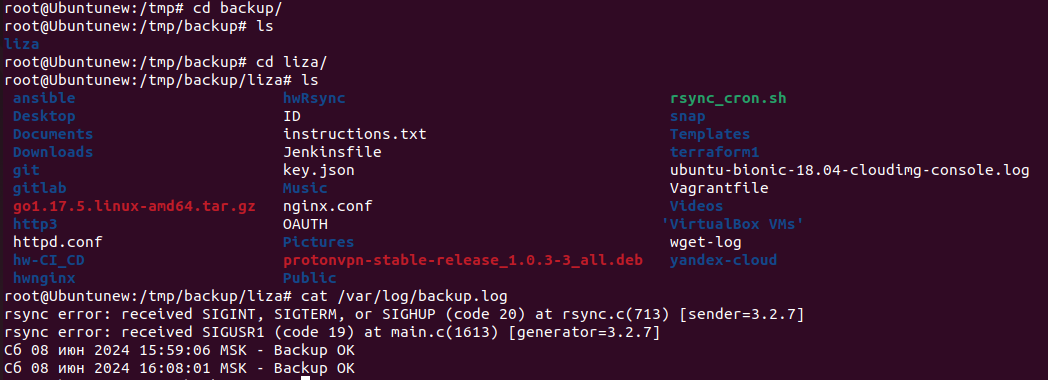 root@Ubuntunew:/tmp# cd backup/
root@Ubuntunew:/tmp/backup# ls
liza
root@Ubuntunew:/tmp/backup# cd liza/
root@Ubuntunew:/tmp/backup/liza# ls
ansible hwRsync rsync_cron.sh
Desktop ID snap
Documents instructions.txt Templates
Downloads Jenkinsfile terraform1
git key.json ubuntu-bionic-18.04-cloudimg-console.log
gitlab Music Vagrantfile
go1.17.5.linux-amd64.tar.gz nginx.conf Videos
http3 OAUTH 'VirtualBox VMs'
httpd.conf Pictures wget-log
hw-CI_CD protonvpn-stable-release_1.0.3-3_all.deb yandex-cloud
hwnginx Public
root@Ubuntunew:/tmp/backup/liza# cat /var/log/backup.log
rsync error: received SIGINT, SIGTERM, or SIGHUP (code 20) at rsync.c(713) [sender=3.2.7]
rsync error: received SIGUSR1 (code 19) at main.c(1613) [generator=3.2.7]
Сб 08 июн 2024 15:59:06 MSK - Backup OK
Сб 08 июн 2024 16:08:01 MSK - Backup OK